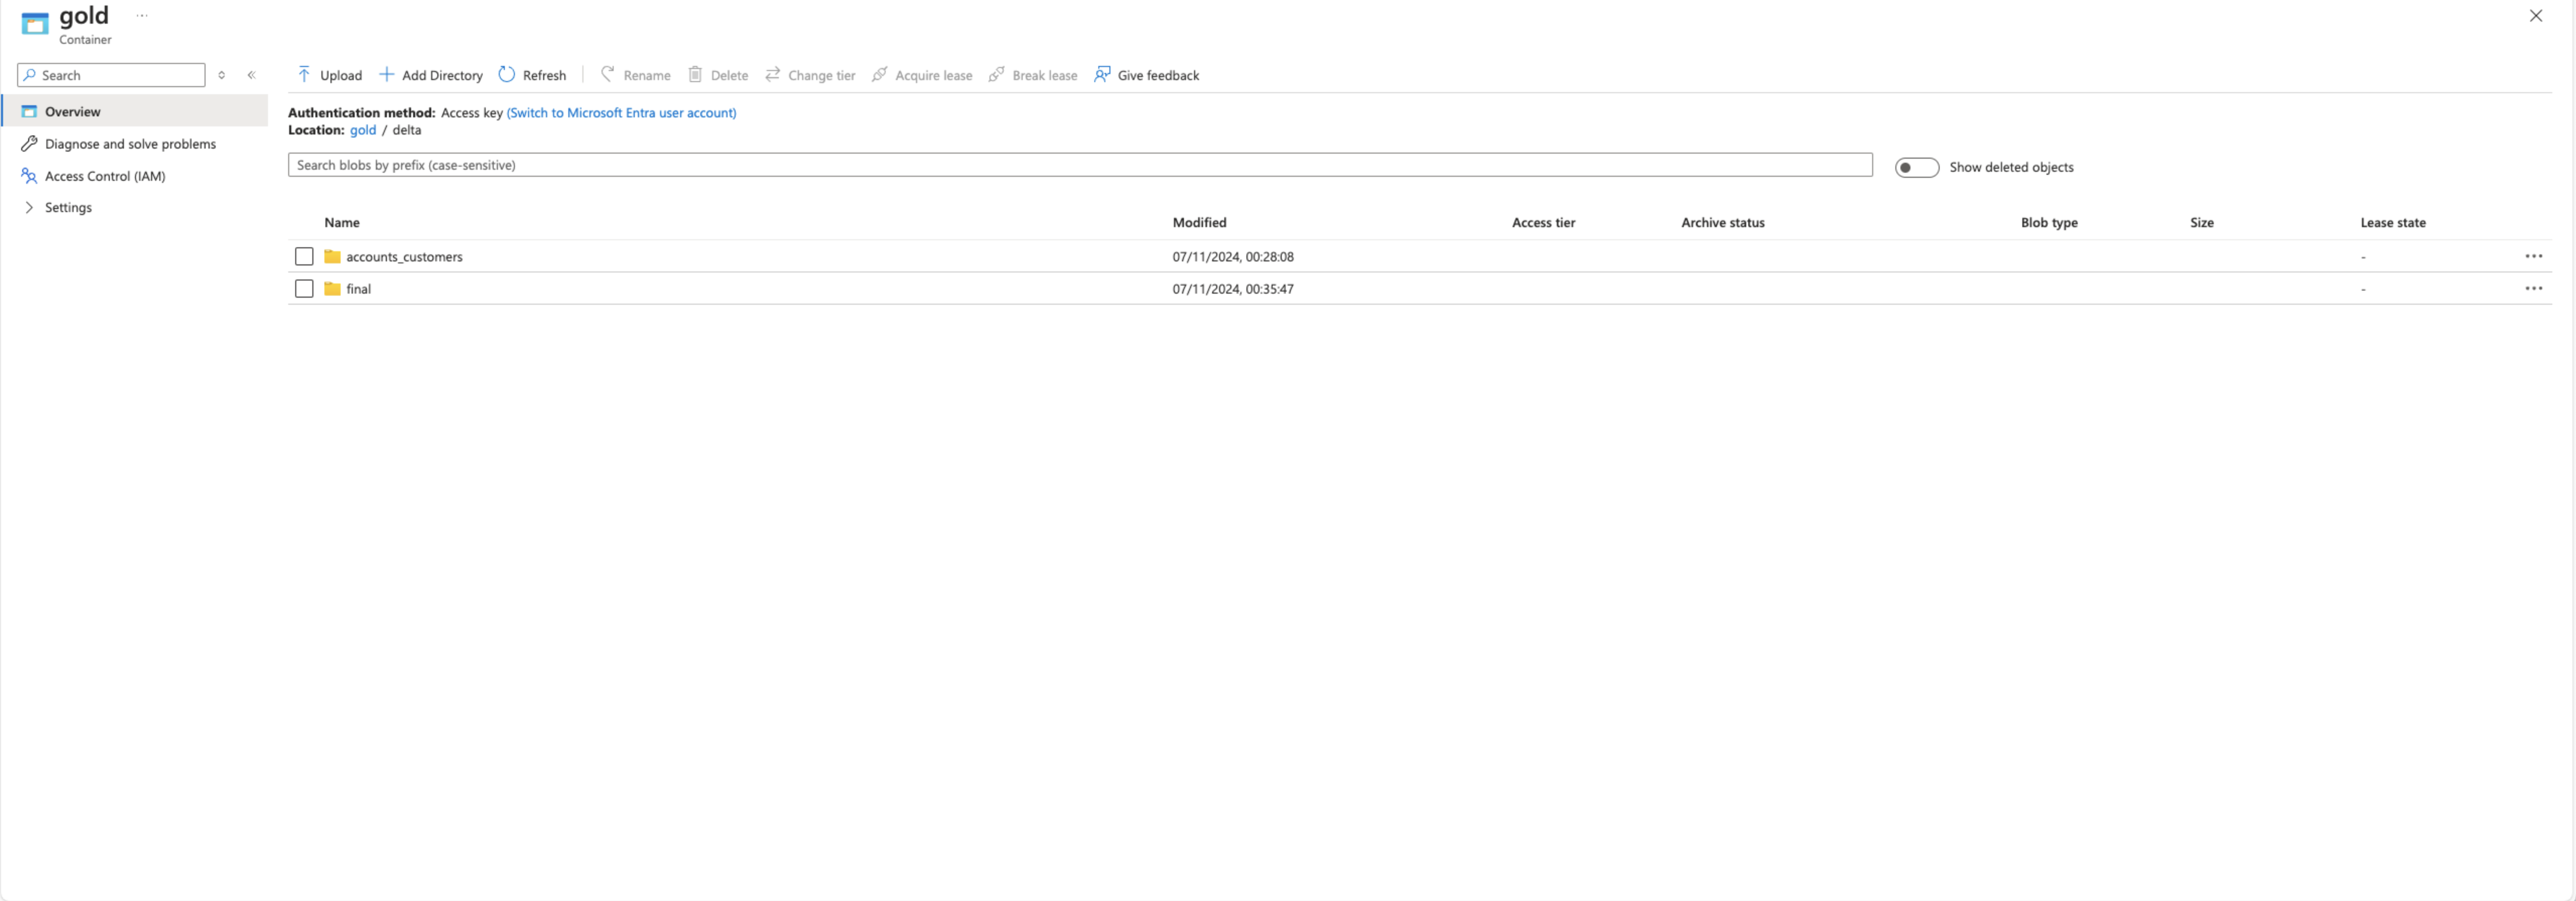 gold
...
Container
Search
Upload Add Directory Refresh Rename Delete Change tier Acquire lease Break lease Give feedback
Overview
Diagnose and solve problems
Access Control (IAM)
Settings
Authentication method: Access key (Switch to Microsoft Entra user account)
Location: gold / delta
Search blobs by prefix (case-sensitive)
Show deleted objects
Name Modified Access tier Archive status Blob type Size Lease state
accounts_customers 07/11/2024, 00:28:08 - ...
final 07/11/2024, 00:35:47 - ...